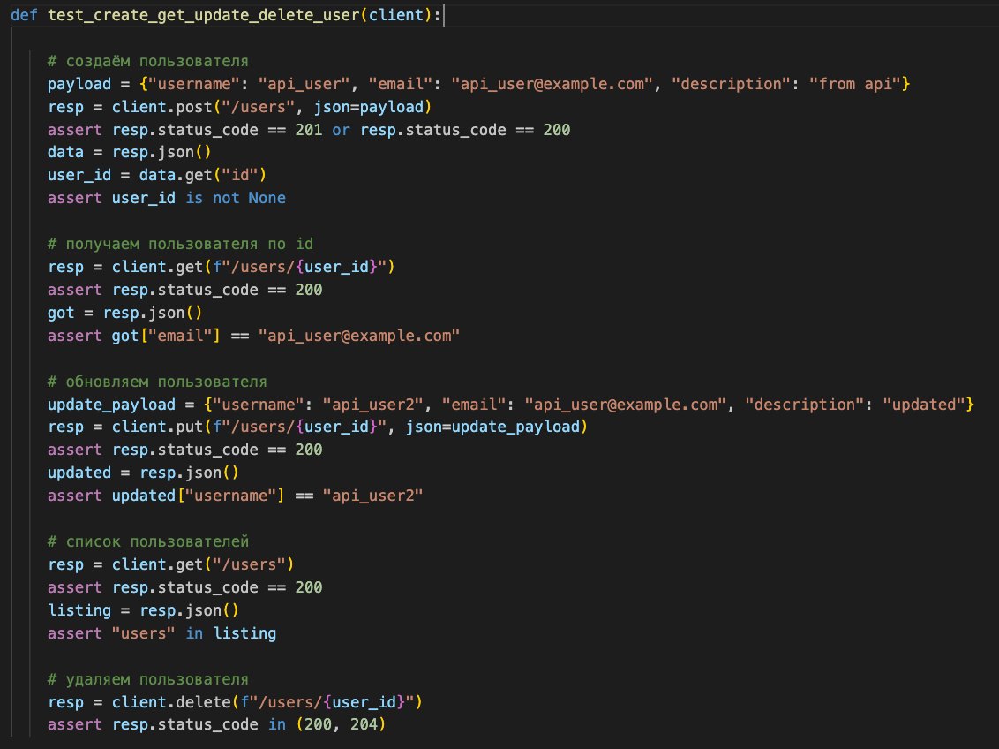 def test_create_get_update_delete_user(client):
# создаём пользователя
payload = {"username": "api_user", "email": "api_user@example.com", "description": "from api"}
resp = client.post("/users", json=payload)
assert resp.status_code == 201 or resp.status_code == 200
data = resp.json()
user_id = data.get("id")
assert user_id is not None
# получаем пользователя по id
resp = client.get(f"/users/{user_id}")
assert resp.status_code == 200
got = resp.json()
assert got["email"] == "api_user@example.com"
# обновляем пользователя
update_payload = {"username": "api_user2", "email": "api_user@example.com", "description": "updated"}
resp = client.put(f"/users/{user_id}", json=update_payload)
assert resp.status_code == 200
updated = resp.json()
assert updated["username"] == "api_user2"
# список пользователей
resp = client.get("/users")
assert resp.status_code == 200
listing = resp.json()
assert "users" in listing
# удаляем пользователя
resp = client.delete(f"/users/{user_id}")
assert resp.status_code in (200, 204)